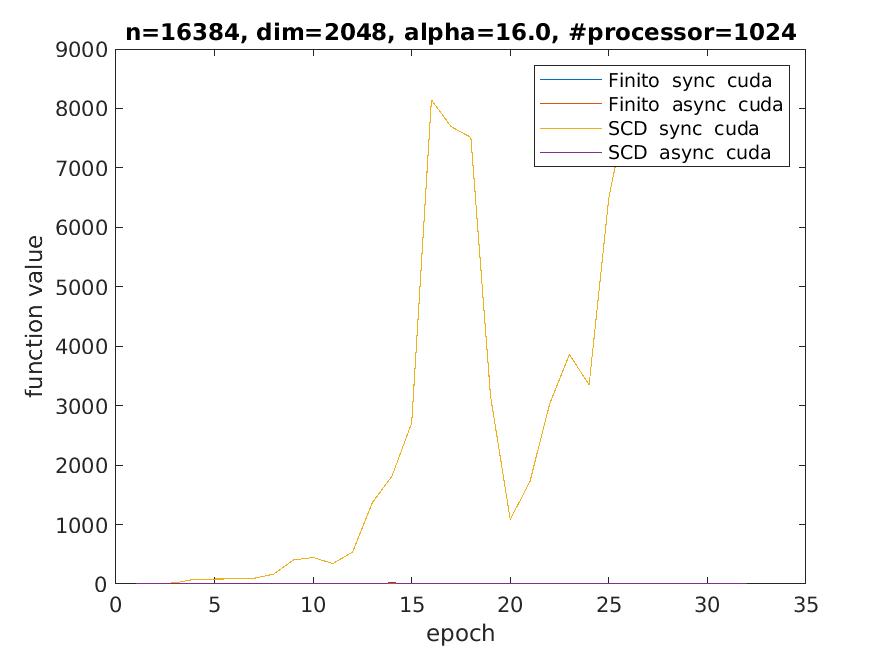 n=16384, dim=2048, alpha=16.0, #processor=1024
9000
8000
7000
6000
5000
4000
3000
2000
1000
0
function value
Finito sync cuda
Finito async cuda
SCD sync cuda
SCD async cuda
0 5 10 15 20 25 30 35
epoch